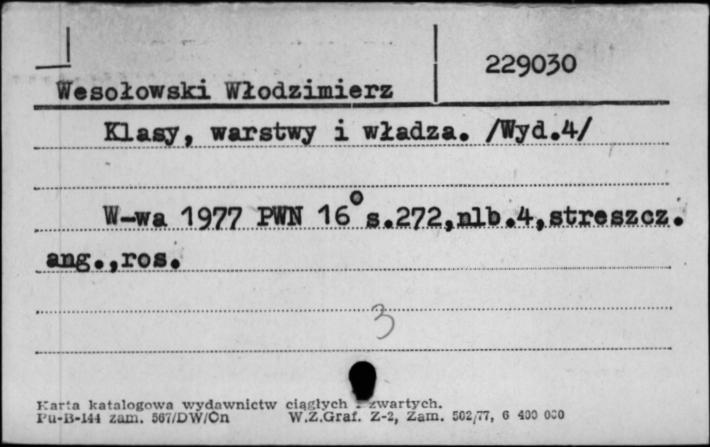 229030
Wesołowski Włodzimierz
Klasy, warstwy i władza. /Wyd.4/
W-wa 1977 PWN 16° s.272,nlb.4,streszcz.
ang.,ros.
3
Karta katalogowa wydawnictw ciągłych i zwartych.
Pu-B-144 zam. 567/DW/On W.Z.Graf. Z-2, Zam. 502/77, 6 400 000